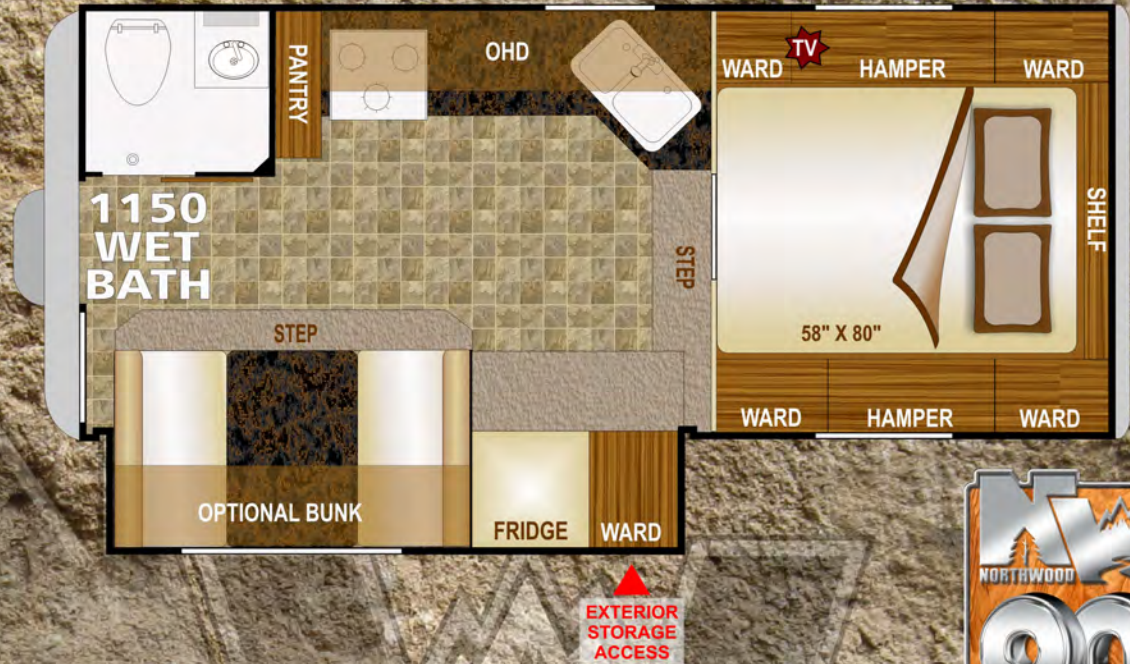 OHD
PANTRY
WARD
TV
HAMPER
WARD
1150
WET
BATH
STEP
SHELF
58" X 80"
STEP
WARD
HAMPER
WARD
OPTIONAL BUNK
FRIDGE
WARD
NORTHWOOD
EXTERIOR
STORAGE
ACCESS